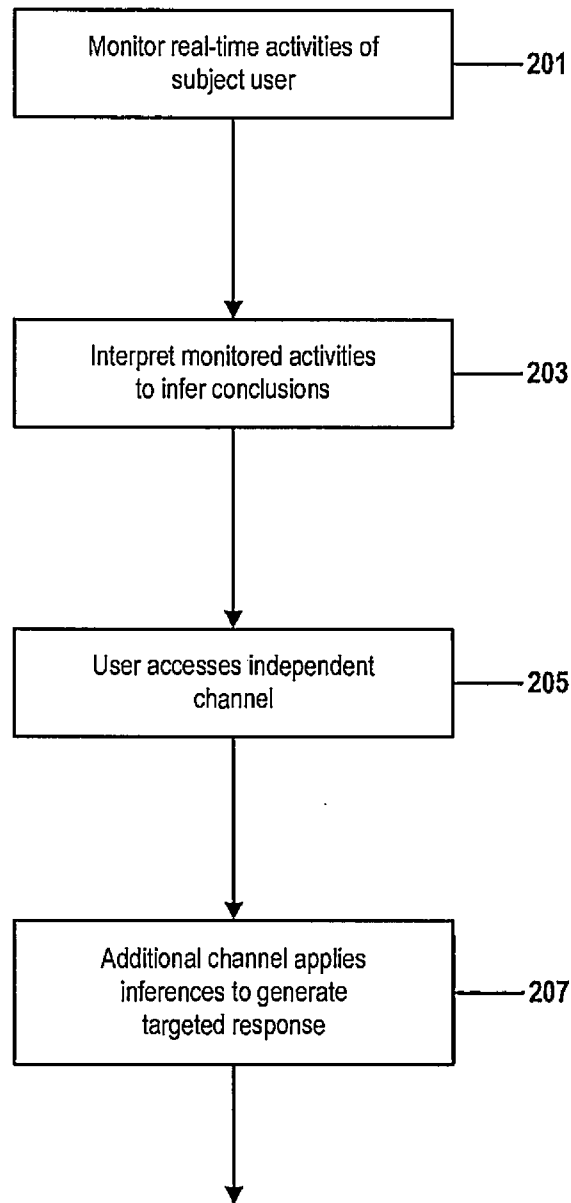 Monitor real-time activities of
subject user
201
Interpret monitored activities
to infer conclusions
203
User accesses independent
channel
205
Additional channel applies
inferences to generate
targeted response
207